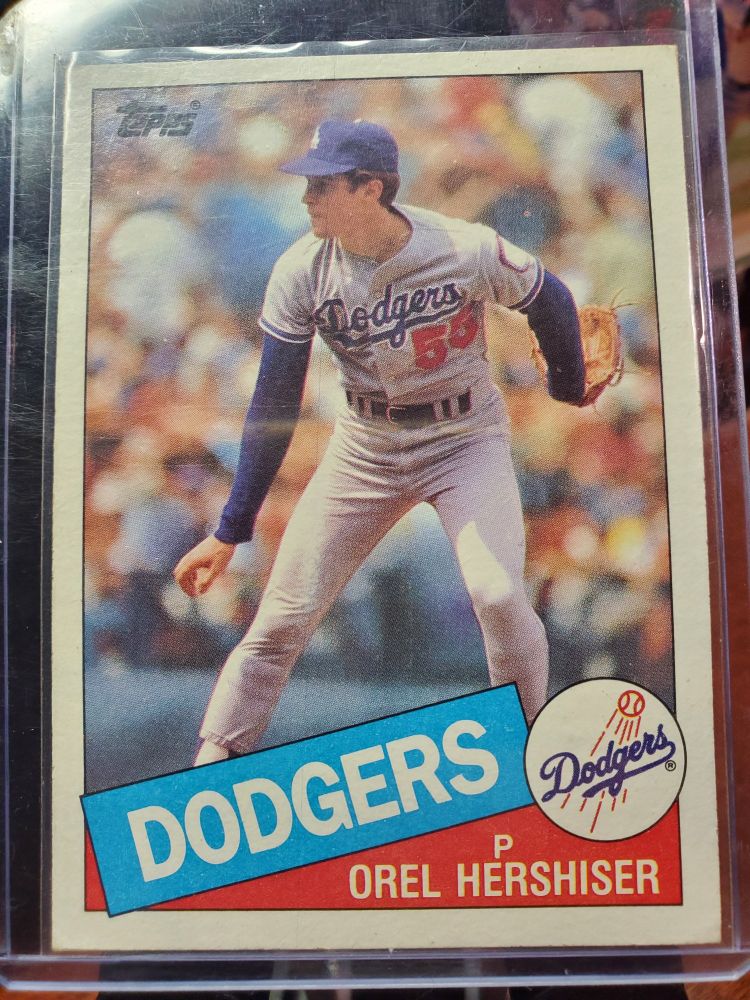 Topps®
Dodgers
55
DODGERS
Dodgers®
P
OREL HERSHISER